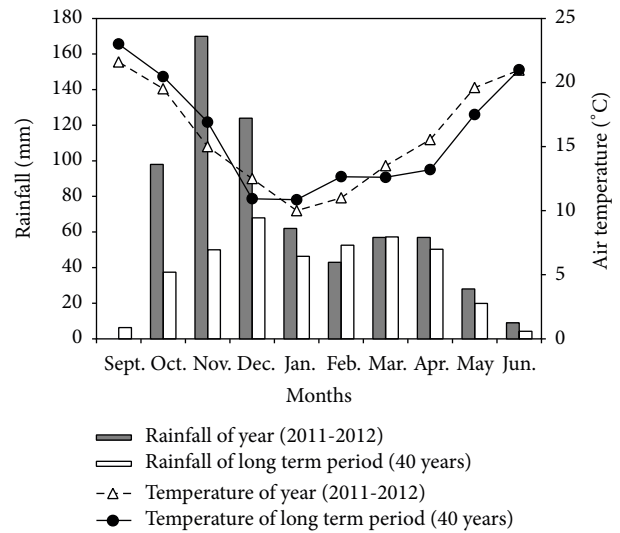 180
160
140
120
100
80
60
40
20
0
Rainfall (mm)
25
20
15
10
5
0
Air temperature (˚C)
Sept. Oct. Nov. Dec. Jan. Feb. Mar. Apr. May Jun.
Months
Rainfall of year (2011-2012)
Rainfall of long term period (40 years)
Temperature of year (2011-2012)
Temperature of long term period (40 years)